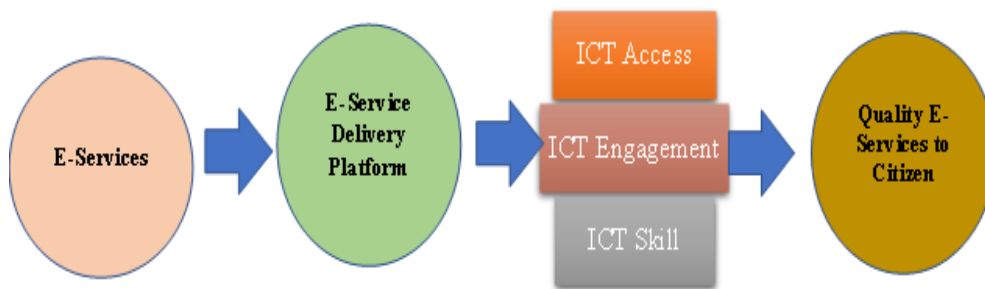 E-Services
E-Service
Delivery
Platform
ICT Access
ICT Engagement
ICT Skill
Quality E-
Services to
Citizen